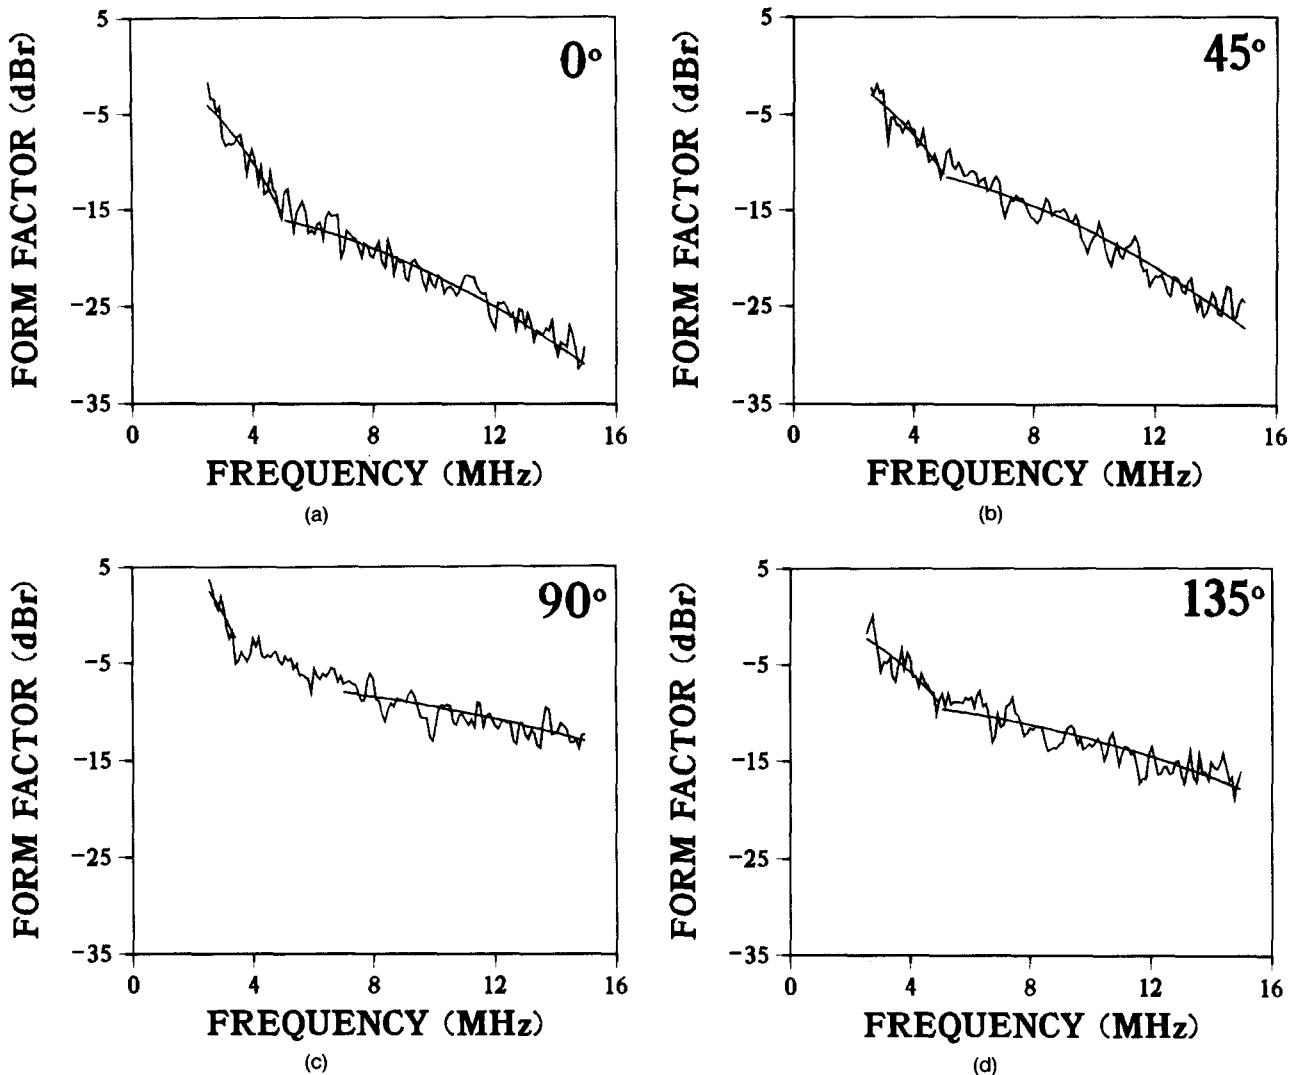 5
−5
−15
−25
−35
0°
FORM FACTOR (dBr)
0 4 8 12 16
FREQUENCY (MHz)
(a)
5
−5
−15
−25
−35
45°
FORM FACTOR (dBr)
0 4 8 12 16
FREQUENCY (MHz)
(b)
5
−5
−15
−25
−35
90°
FORM FACTOR (dBr)
0 4 8 12 16
FREQUENCY (MHz)
(c)
5
−5
−15
−25
−35
135°
FORM FACTOR (dBr)
0 4 8 12 16
FREQUENCY (MHz)
(d)